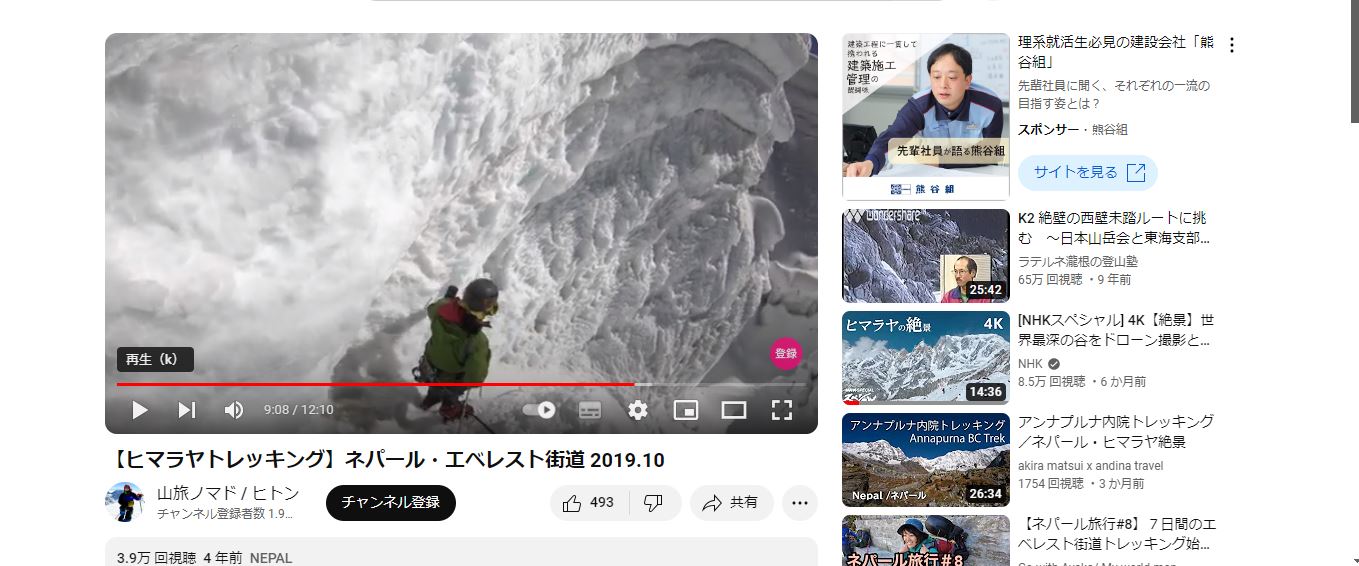 再生 (k)
登録
9:08 / 12:10
【ヒマラヤトレッキング】ネパール・エベレスト街道 2019.10
山旅ノマド / ヒトン
チャンネル登録者数 1.9...
チャンネル登録
493
共有
3.9万 回視聴 4 年前 NEPAL
建築工程に一貫して
携われる
建築施工
管理の
先輩社員が語る熊谷組
熊谷組
理系就活生必見の建設会社「熊
谷組」
先輩社員に聞く、それぞれの一流の
目指す姿とは？
スポンサー・熊谷組
サイトを見る
wondershare
25:42
K2 絶壁の西壁未踏ルートに挑
む　～日本山岳会と東海支部...
ラテルネ瀧根の登山塾
65万 回視聴・9 年前
ヒマラヤの絶景
4K
14:36
[NHKスペシャル] 4K【絶景】世
界最深の谷をドローン撮影と...
NHK
8.5万 回視聴・6 か月前
アンナプルナ内院トレッキング
Annapurna BC Trek
Nepal /ネパール
26:34
アンナプルナ内院トレッキング
／ネパール・ヒマラヤ絶景
akira matsui x andina travel
1754 回視聴・3 か月前
ネパール旅行#8
【ネパール旅行#8】７日間のエ
ベレスト街道トレッキング始...